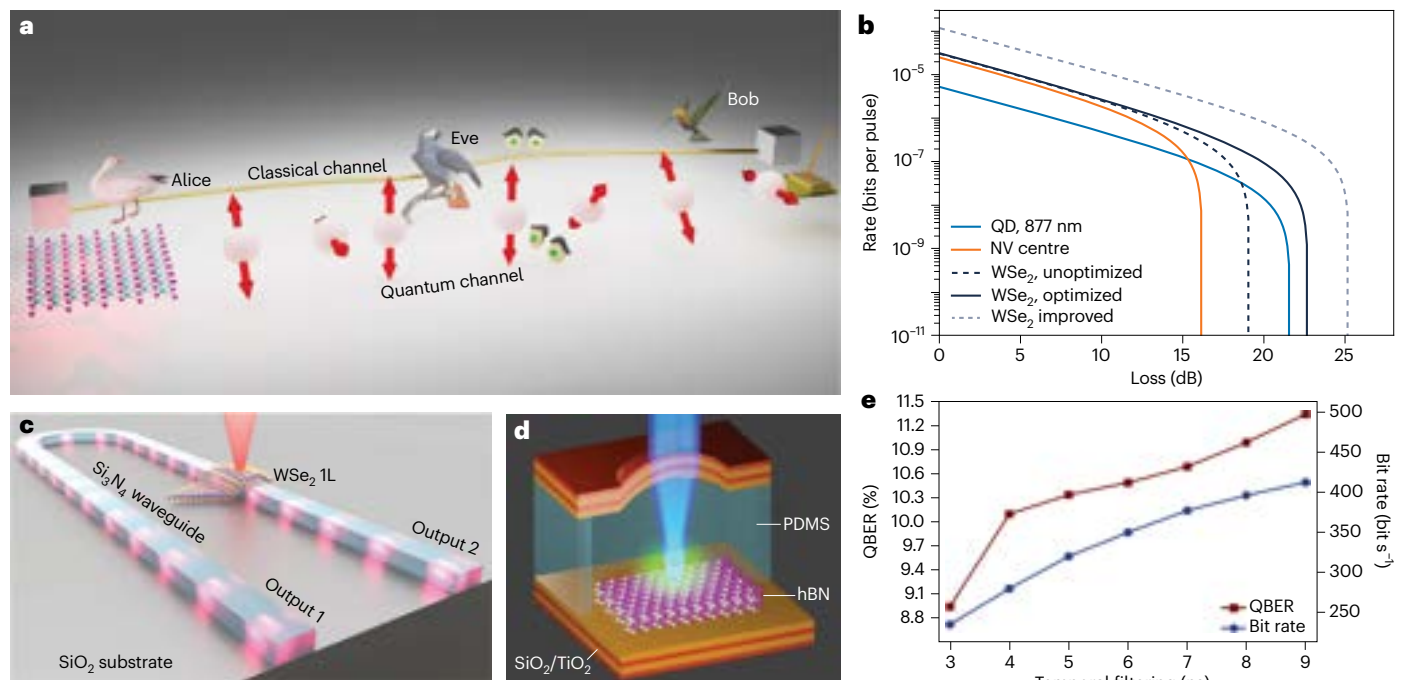 a
Alice
Classical channel
Eve
Bob
Quantum channel
b
Rate (bits per pulse)
10⁻⁵
10⁻⁷
10⁻⁹
10⁻¹¹
QD, 877 nm
NV centre
WSe₂, unoptimized
WSe₂, optimized
WSe₂ improved
0 5 10 15 20 25
Loss (dB)
c
WSe₂ 1L
Si₃N₄ waveguide
Output 2
Output 1
SiO₂ substrate
d
PDMS
hBN
SiO₂/TiO₂
e
QBER (%)
11.5
11.2
10.9
10.6
10.3
10.0
9.7
9.4
9.1
8.8
500
450
400
350
300
250
Bit rate (bit s⁻¹)
QBER
Bit rate
3 4 5 6 7 8 9